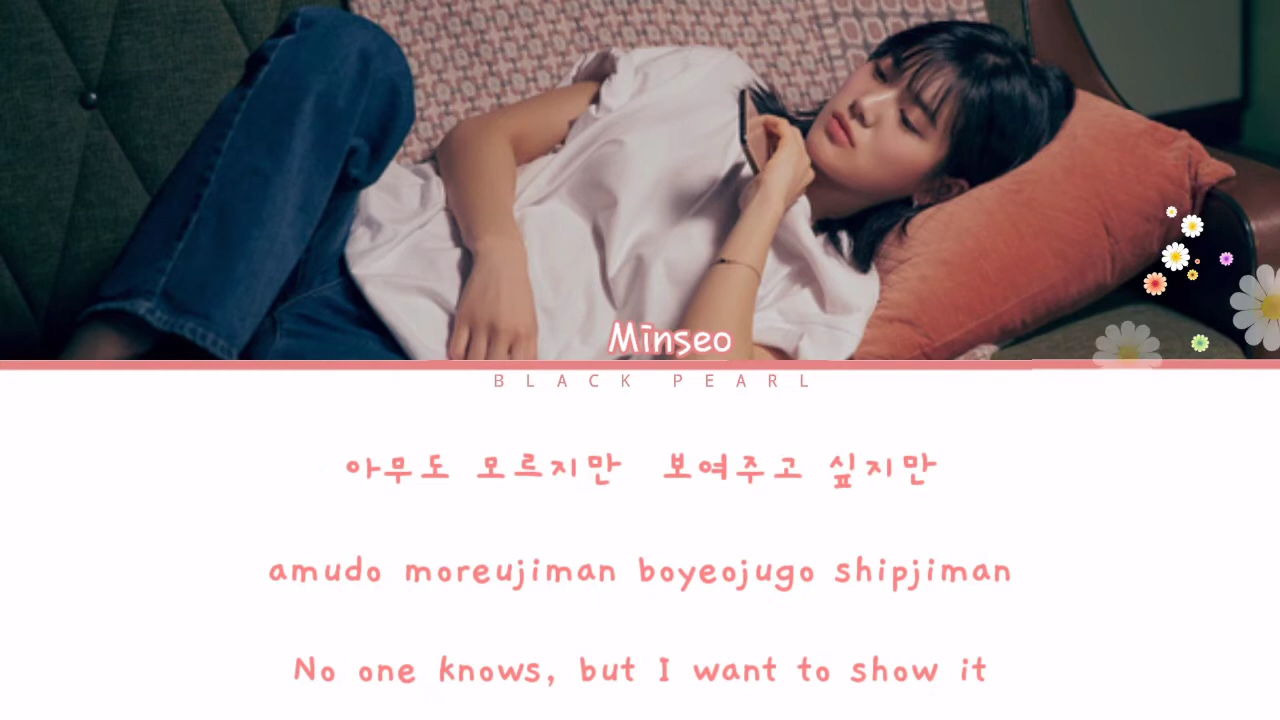 Minseo
BLACK PEARL
아무도 모르지만 보여주고 싶지만
amudo moreujiman boyeojugo shipjiman
No one knows, but I want to show it